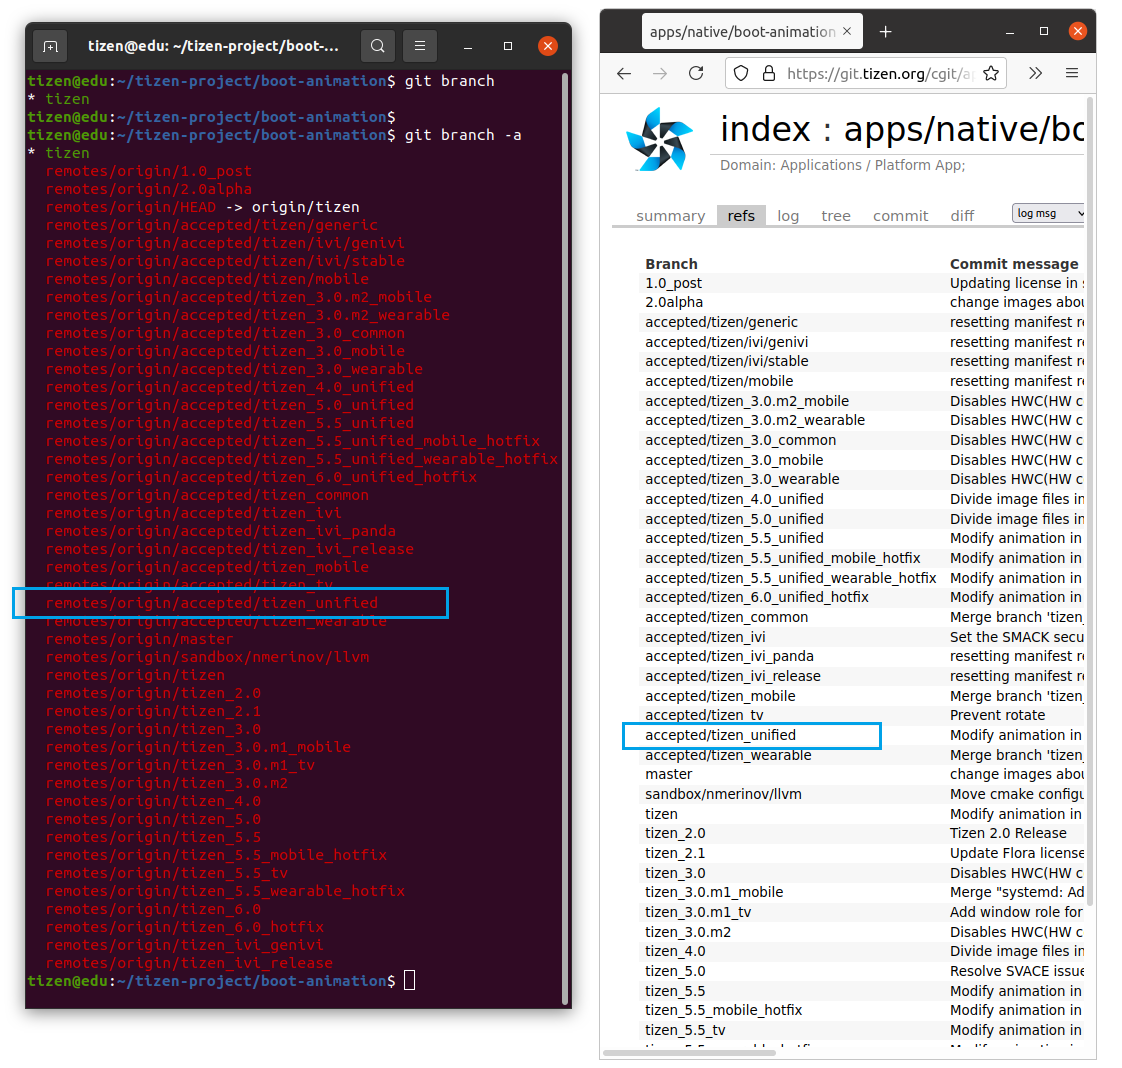 tizen@edu: ~/tizen-project/boot-...
tizen@edu:~/tizen-project/boot-animation$ git branch
* tizen
tizen@edu:~/tizen-project/boot-animation$
tizen@edu:~/tizen-project/boot-animation$ git branch -a
* tizen
remotes/origin/1.0_post
remotes/origin/2.0alpha
remotes/origin/HEAD -> origin/tizen
remotes/origin/accepted/tizen/generic
remotes/origin/accepted/tizen/ivi/genivi
remotes/origin/accepted/tizen/ivi/stable
remotes/origin/accepted/tizen/mobile
remotes/origin/accepted/tizen_3.0.m2_mobile
remotes/origin/accepted/tizen_3.0.m2_wearable
remotes/origin/accepted/tizen_3.0_common
remotes/origin/accepted/tizen_3.0_mobile
remotes/origin/accepted/tizen_3.0_wearable
remotes/origin/accepted/tizen_4.0_unified
remotes/origin/accepted/tizen_5.0_unified
remotes/origin/accepted/tizen_5.5_unified
remotes/origin/accepted/tizen_5.5_unified_mobile_hotfix
remotes/origin/accepted/tizen_5.5_unified_wearable_hotfix
remotes/origin/accepted/tizen_6.0_unified_hotfix
remotes/origin/accepted/tizen_common
remotes/origin/accepted/tizen_ivi
remotes/origin/accepted/tizen_ivi_panda
remotes/origin/accepted/tizen_ivi_release
remotes/origin/accepted/tizen_mobile
remotes/origin/accepted/tizen_tv
remotes/origin/accepted/tizen_unified
remotes/origin/accepted/tizen_wearable
remotes/origin/master
remotes/origin/sandbox/nmerinov/llvm
remotes/origin/tizen
remotes/origin/tizen_2.0
remotes/origin/tizen_2.1
remotes/origin/tizen_3.0
remotes/origin/tizen_3.0.m1_mobile
remotes/origin/tizen_3.0.m1_tv
remotes/origin/tizen_3.0.m2
remotes/origin/tizen_4.0
remotes/origin/tizen_5.0
remotes/origin/tizen_5.5
remotes/origin/tizen_5.5_mobile_hotfix
remotes/origin/tizen_5.5_tv
remotes/origin/tizen_5.5_wearable_hotfix
remotes/origin/tizen_6.0
remotes/origin/tizen_6.0_hotfix
remotes/origin/tizen_ivi_genivi
remotes/origin/tizen_ivi_release
tizen@edu:~/tizen-project/boot-animation$
apps/native/boot-animation
https://git.tizen.org/cgit/a
index : apps/native/bo
Domain: Applications / Platform App;
summary refs log tree commit diff log msg
Branch Commit message
1.0_post Updating license in
2.0alpha change images abou
accepted/tizen/generic resetting manifest r
accepted/tizen/ivi/genivi resetting manifest r
accepted/tizen/ivi/stable resetting manifest r
accepted/tizen/mobile resetting manifest r
accepted/tizen_3.0.m2_mobile Disables HWC(HW c
accepted/tizen_3.0.m2_wearable Disables HWC(HW c
accepted/tizen_3.0_common Disables HWC(HW c
accepted/tizen_3.0_mobile Disables HWC(HW c
accepted/tizen_3.0_wearable Disables HWC(HW c
accepted/tizen_4.0_unified Divide image files in
accepted/tizen_5.0_unified Divide image files in
accepted/tizen_5.5_unified Modify animation in
accepted/tizen_5.5_unified_mobile_hotfix Modify animation in
accepted/tizen_5.5_unified_wearable_hotfix Modify animation in
accepted/tizen_6.0_unified_hotfix Modify animation in
accepted/tizen_common Merge branch 'tizen_
accepted/tizen_ivi Set the SMACK secu
accepted/tizen_ivi_panda resetting manifest r
accepted/tizen_ivi_release resetting manifest r
accepted/tizen_mobile Merge branch 'tizen_
accepted/tizen_tv Prevent rotate
accepted/tizen_unified Modify animation in
accepted/tizen_wearable Merge branch 'tizen_
master change images abou
sandbox/nmerinov/llvm Move cmake configu
tizen Modify animation in
tizen_2.0 Tizen 2.0 Release
tizen_2.1 Update Flora license
tizen_3.0 Disables HWC(HW c
tizen_3.0.m1_mobile Merge "systemd: Ad
tizen_3.0.m1_tv Add window role for
tizen_3.0.m2 Disables HWC(HW c
tizen_4.0 Divide image files in
tizen_5.0 Resolve SVACE issue
tizen_5.5 Modify animation in
tizen_5.5_mobile_hotfix Modify animation in
tizen_5.5_tv Modify animation in